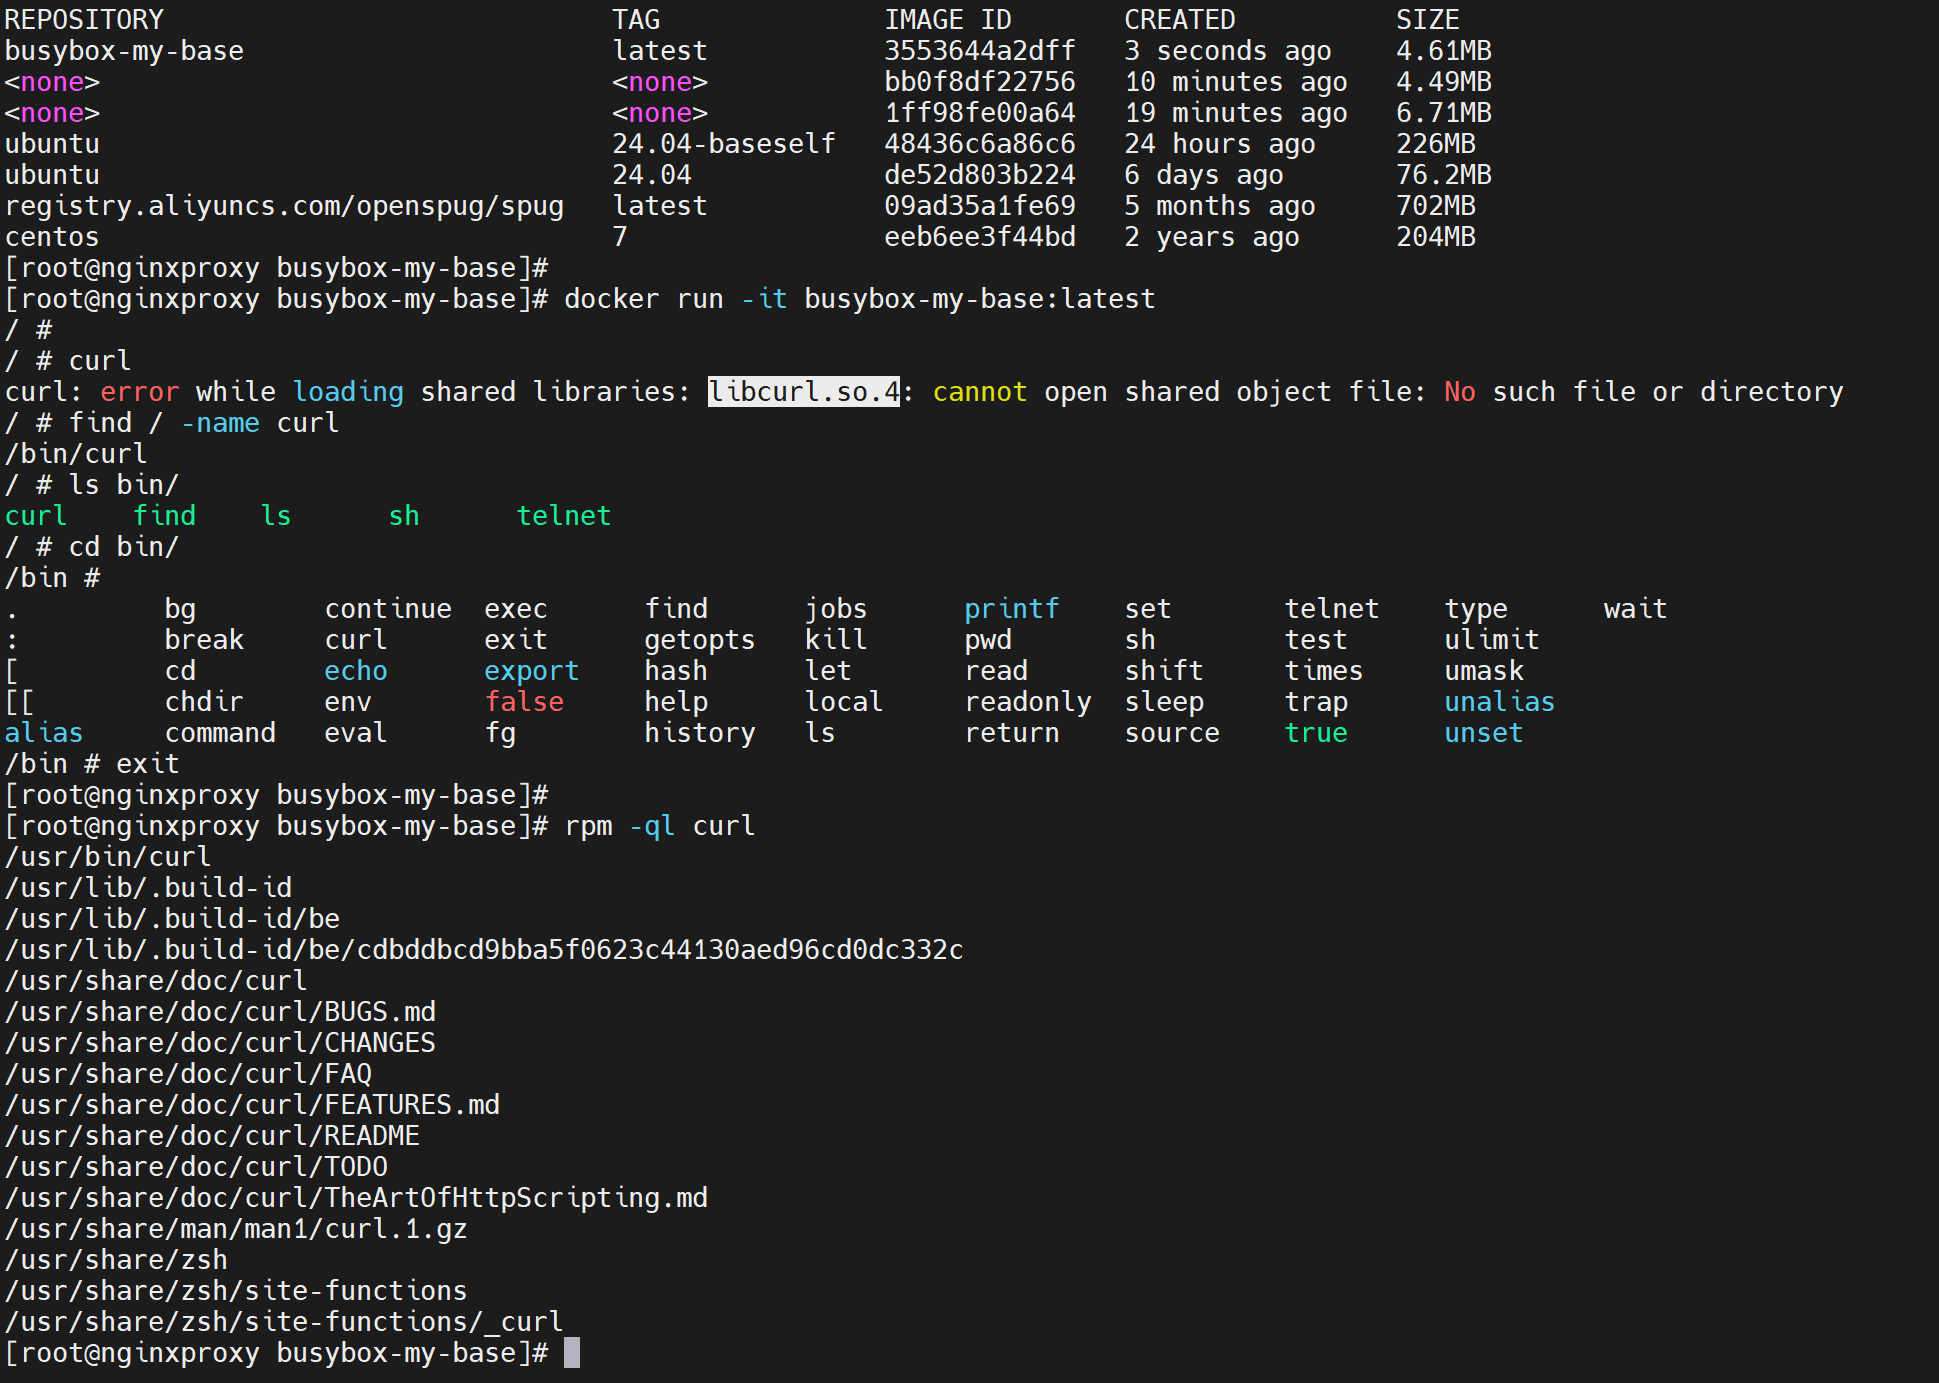 REPOSITORY                            TAG              IMAGE ID       CREATED          SIZE
busybox-my-base                       latest           3553644a2dff   3 seconds ago    4.61MB
<none>                                <none>           bb0f8df22756   10 minutes ago   4.49MB
<none>                                <none>           1ff98fe00a64   19 minutes ago   6.71MB
ubuntu                                24.04-baseself   48436c6a86c6   24 hours ago     226MB
ubuntu                                24.04            de52d803b224   6 days ago       76.2MB
registry.aliyuncs.com/openspug/spug   latest           09ad35a1fe69   5 months ago     702MB
centos                                7                eeb6ee3f44bd   2 years ago      204MB
[root@nginxproxy busybox-my-base]#
[root@nginxproxy busybox-my-base]# docker run -it busybox-my-base:latest
/ #
/ # curl
curl: error while loading shared libraries: libcurl.so.4: cannot open shared object file: No such file or directory
/ # find / -name curl
/bin/curl
/ # ls bin/
curl    find    ls      sh      telnet
/ # cd bin/
/bin #
.         bg        continue  exec      find      jobs      printf    set       telnet    type      wait
:         break     curl      exit      getopts   kill      pwd       sh        test      ulimit
[         cd        echo      export    hash      let       read      shift     times     umask
[[        chdir     env       false     help      local     readonly  sleep     trap      unalias
alias     command   eval      fg        history   ls        return    source    true      unset
/bin # exit
[root@nginxproxy busybox-my-base]#
[root@nginxproxy busybox-my-base]# rpm -ql curl
/usr/bin/curl
/usr/lib/.build-id
/usr/lib/.build-id/be
/usr/lib/.build-id/be/cdbddbcd9bba5f0623c44130aed96cd0dc332c
/usr/share/doc/curl
/usr/share/doc/curl/BUGS.md
/usr/share/doc/curl/CHANGES
/usr/share/doc/curl/FAQ
/usr/share/doc/curl/FEATURES.md
/usr/share/doc/curl/README
/usr/share/doc/curl/TODO
/usr/share/doc/curl/TheArtOfHttpScripting.md
/usr/share/man/man1/curl.1.gz
/usr/share/zsh
/usr/share/zsh/site-functions
/usr/share/zsh/site-functions/_curl
[root@nginxproxy busybox-my-base]#